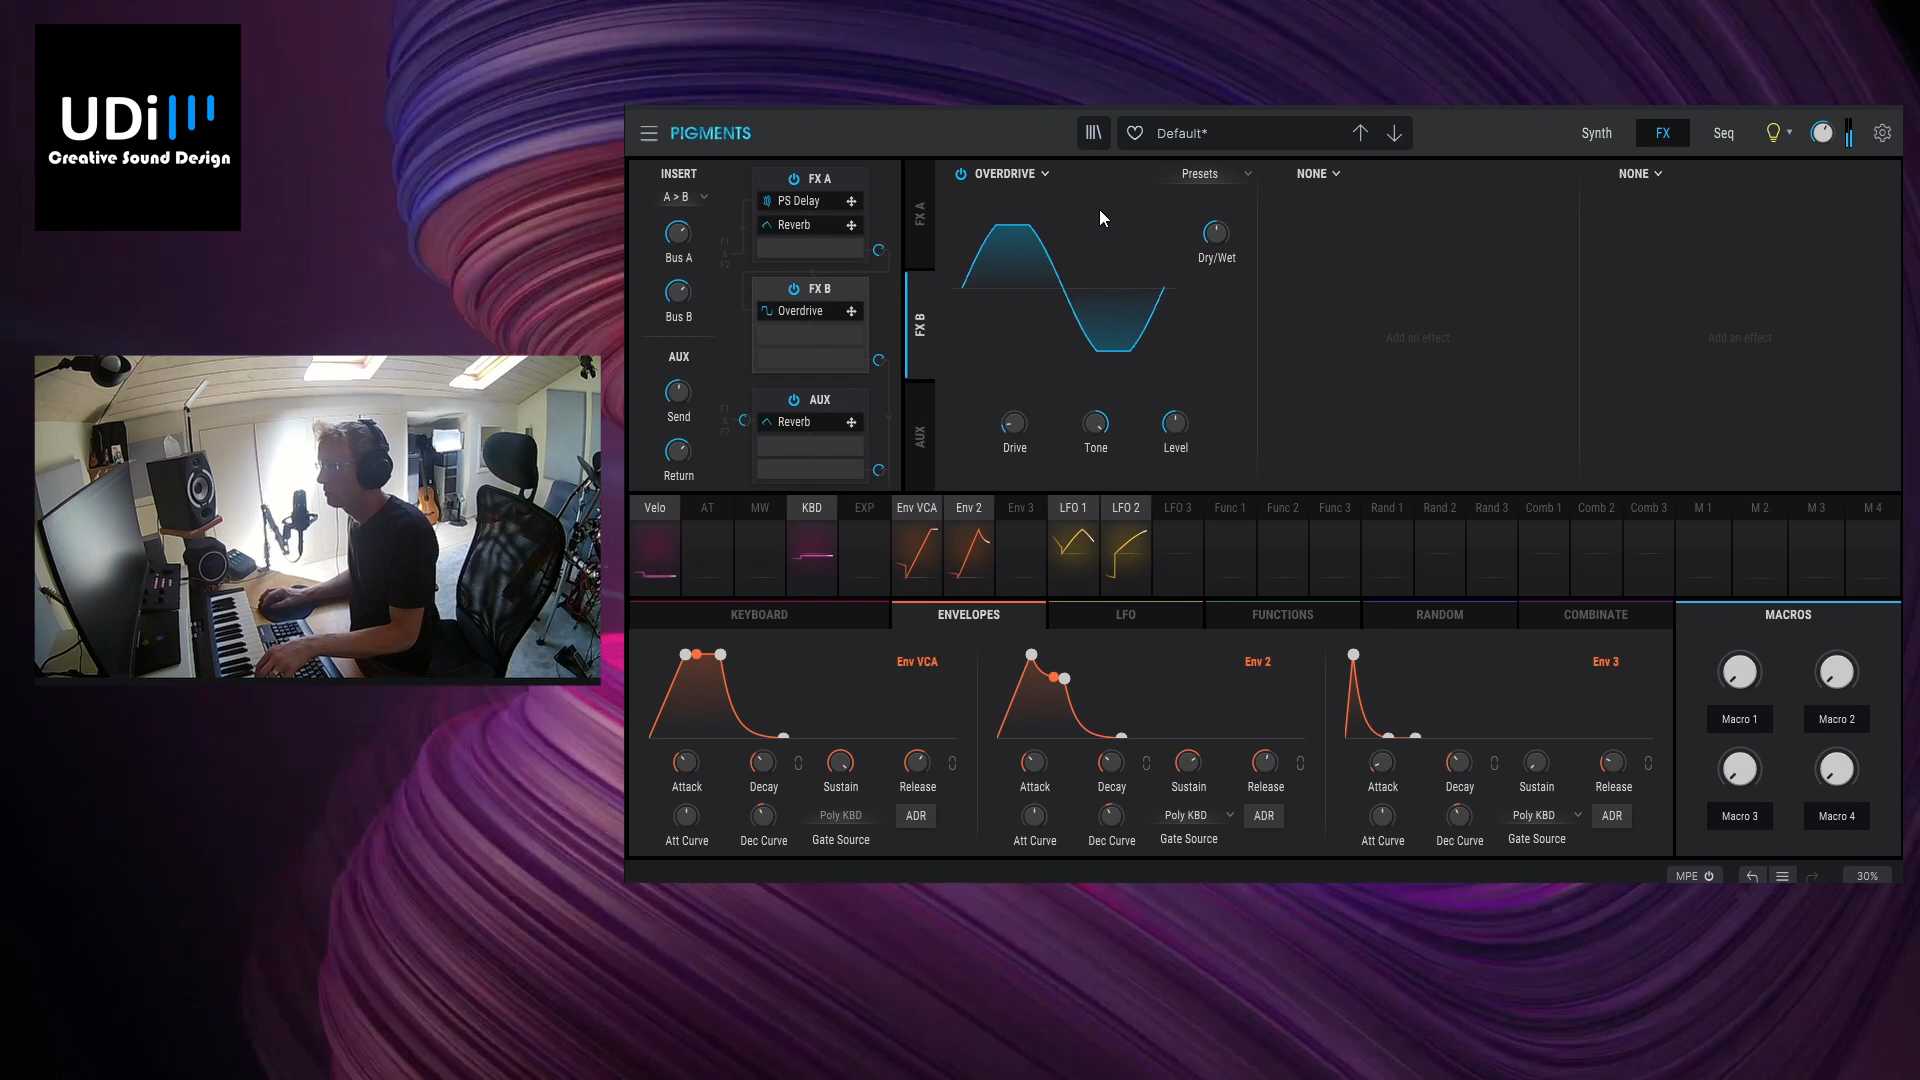 UDi
Creative Sound Design
PIGMENTS
Default*
Synth
FX
Seq
INSERT
A > B
Bus A
Bus B
AUX
Send
Return
FX A
PS Delay
Reverb
F1
&
F2
FX B
Overdrive
AUX
Reverb
F1
&
F2
FX A
FX B
AUX
OVERDRIVE
Presets
Dry/Wet
Drive
Tone
Level
NONE
Add an effect
NONE
Add an effect
Velo
AT
MW
KBD
EXP
Env VCA
Env 2
Env 3
LFO 1
LFO 2
LFO 3
Func 1
Func 2
Func 3
Rand 1
Rand 2
Rand 3
Comb 1
Comb 2
Comb 3
M 1
M 2
M 3
M 4
KEYBOARD
ENVELOPES
LFO
FUNCTIONS
RANDOM
COMBINATE
MACROS
Env VCA
Attack
Decay
Sustain
Release
Att Curve
Dec Curve
Poly KBD
Gate Source
ADR
Env 2
Attack
Decay
Sustain
Release
Att Curve
Dec Curve
Poly KBD
Gate Source
ADR
Env 3
Attack
Decay
Sustain
Release
Att Curve
Dec Curve
Poly KBD
Gate Source
ADR
Macro 1
Macro 2
Macro 3
Macro 4
MPE
30%